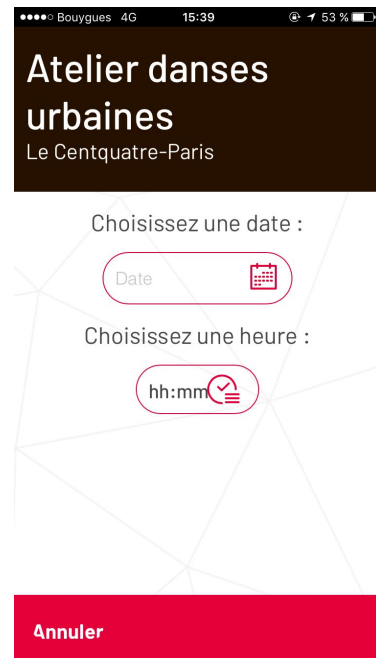 Bouygues 4G 15:39 53 %
Atelier danses
urbaines
Le Centquatre-Paris
Choisissez une date :
Date
Choisissez une heure :
hh:mm
Annuler